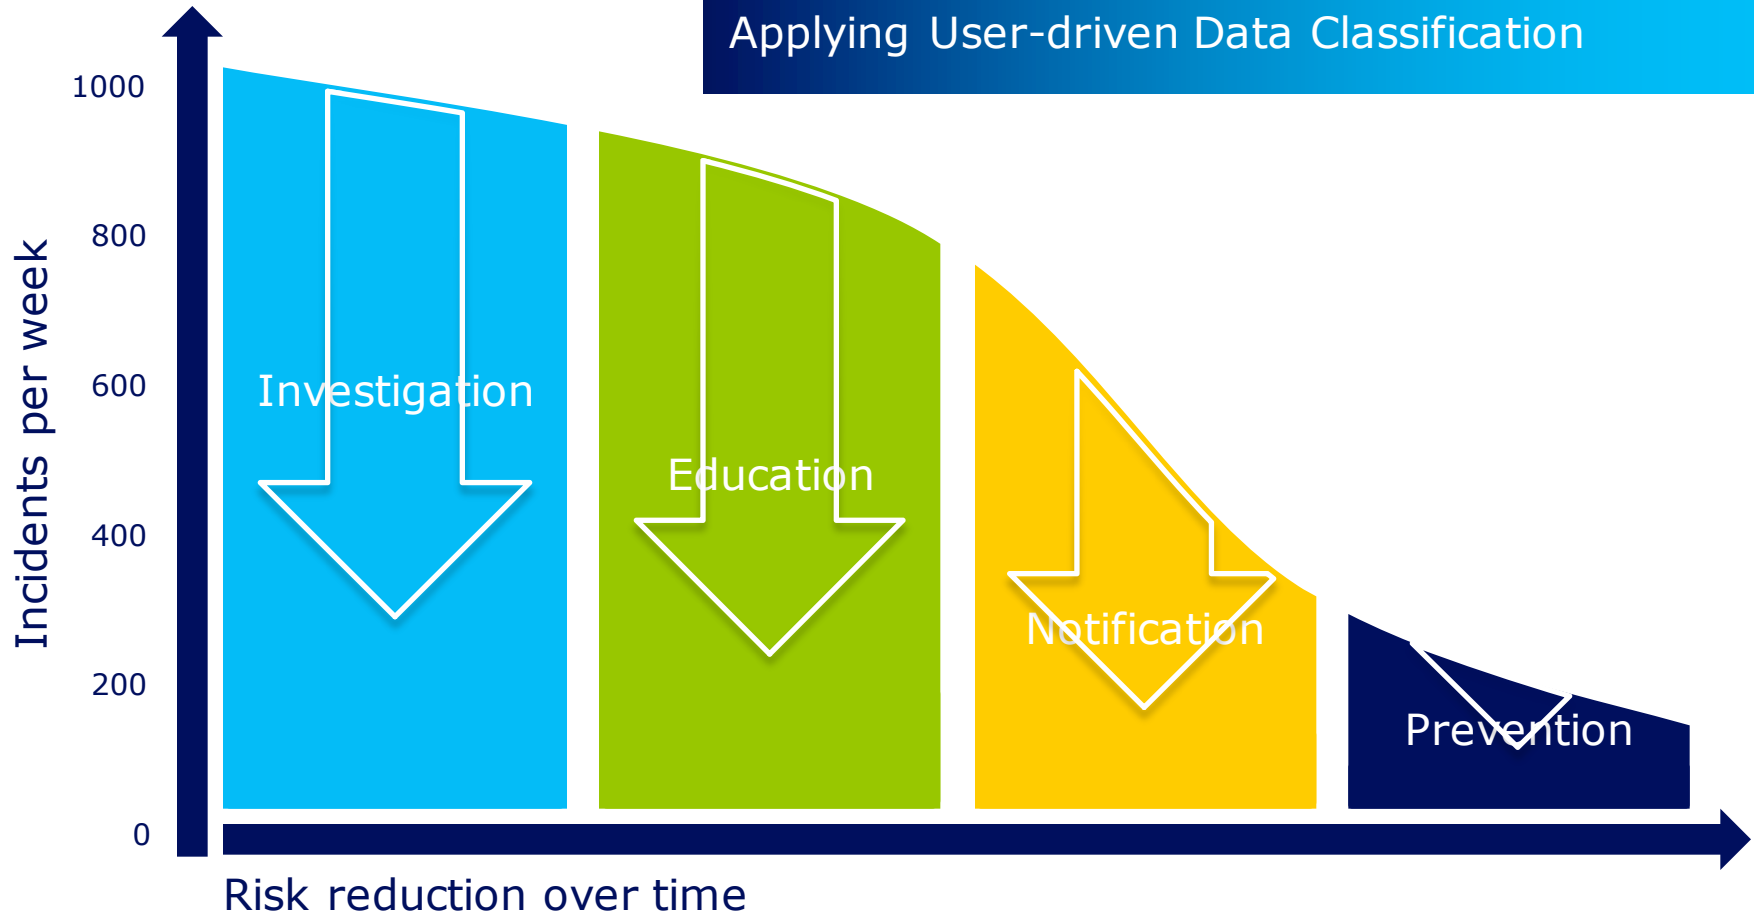 Applying User-driven Data Classification
1000
800
600
400
200
0
Incidents per week
Investigation
Education
Notification
Prevention
Risk reduction over time